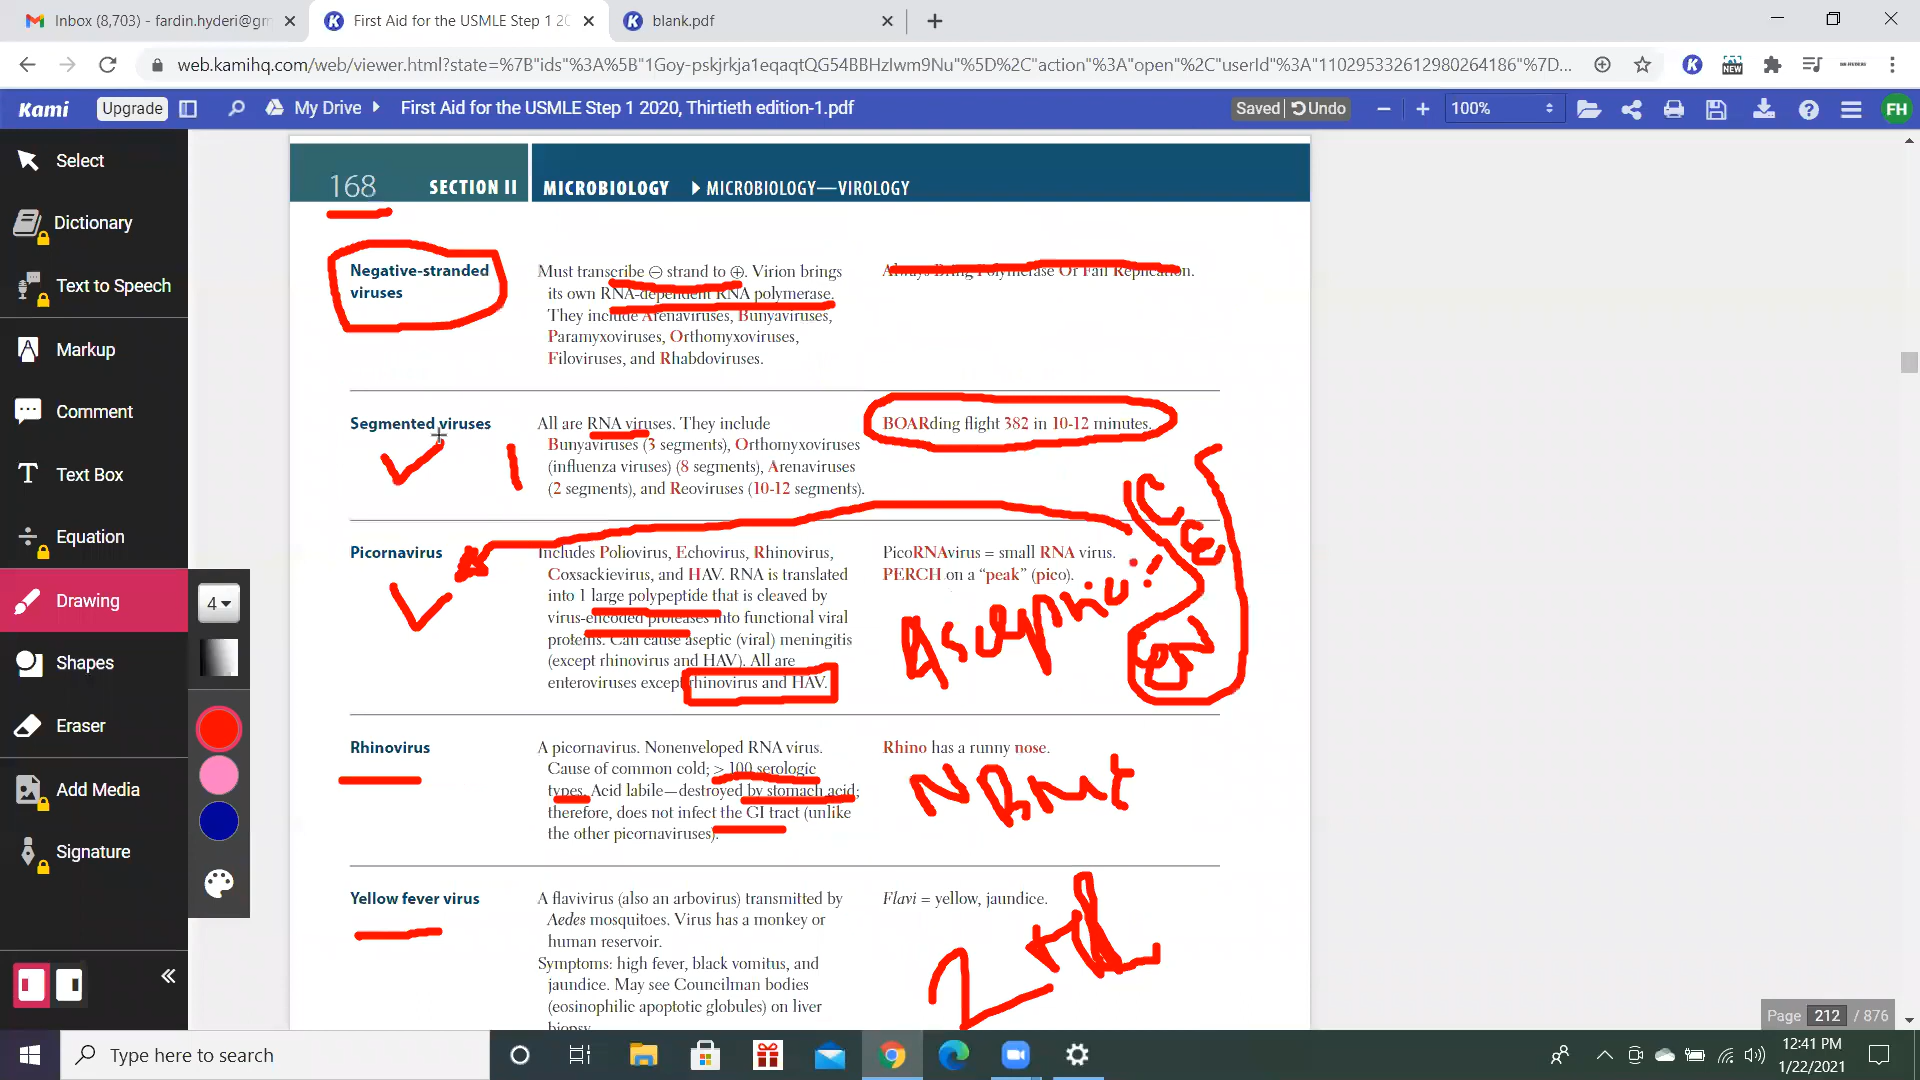 Inbox (8,703) - fardin.hyderi@gm
First Aid for the USMLE Step 1 20
blank.pdf
web.kamihq.com/web/viewer.html?state=%7B"ids"%3A%5B"1Goy-pskjrkja1eqaqtQG54BBHzIwm9Nu"%5D%2C"action"%3A"open"%2C"userId"%3A"110295332612980264186"%7D...
NEW
Kami
Upgrade
My Drive
First Aid for the USMLE Step 1 2020, Thirtieth edition-1.pdf
Saved
Undo
100%
FH
Select
Dictionary
Text to Speech
Markup
Comment
Text Box
Equation
Drawing
Shapes
Eraser
Add Media
Signature
4
168 SECTION II MICROBIOLOGY MICROBIOLOGY—VIROLOGY
Negative-stranded
viruses
Must transcribe ⊖ strand to ⊕. Virion brings
its own RNA-dependent RNA polymerase.
They include Arenaviruses, Bunyaviruses,
Paramyxoviruses, Orthomyxoviruses,
Filoviruses, and Rhabdoviruses.
Always Bring Polymerase Or Fail Replication.
Segmented viruses
All are RNA viruses. They include
Bunyaviruses (3 segments), Orthomyxoviruses
(influenza viruses) (8 segments), Arenaviruses
(2 segments), and Reoviruses (10-12 segments).
BOARding flight 382 in 10-12 minutes.
Picornavirus
Includes Poliovirus, Echovirus, Rhinovirus,
Coxsackievirus, and HAV. RNA is translated
into 1 large polypeptide that is cleaved by
virus-encoded proteases into functional viral
proteins. Can cause aseptic (viral) meningitis
(except rhinovirus and HAV). All are
enteroviruses except rhinovirus and HAV.
PicoRNAvirus = small RNA virus.
PERCH on a “peak” (pico).
Rhinovirus
A picornavirus. Nonenveloped RNA virus.
Cause of common cold; > 100 serologic
types. Acid labile—destroyed by stomach acid;
therefore, does not infect the GI tract (unlike
the other picornaviruses).
Rhino has a runny nose.
Yellow fever virus
A flavivirus (also an arbovirus) transmitted by
Aedes mosquitoes. Virus has a monkey or
human reservoir.
Symptoms: high fever, black vomitus, and
jaundice. May see Councilman bodies
(eosinophilic apoptotic globules) on liver
biopsy.
Flavi = yellow, jaundice.
Page 212 / 876
Type here to search
12:41 PM
1/22/2021